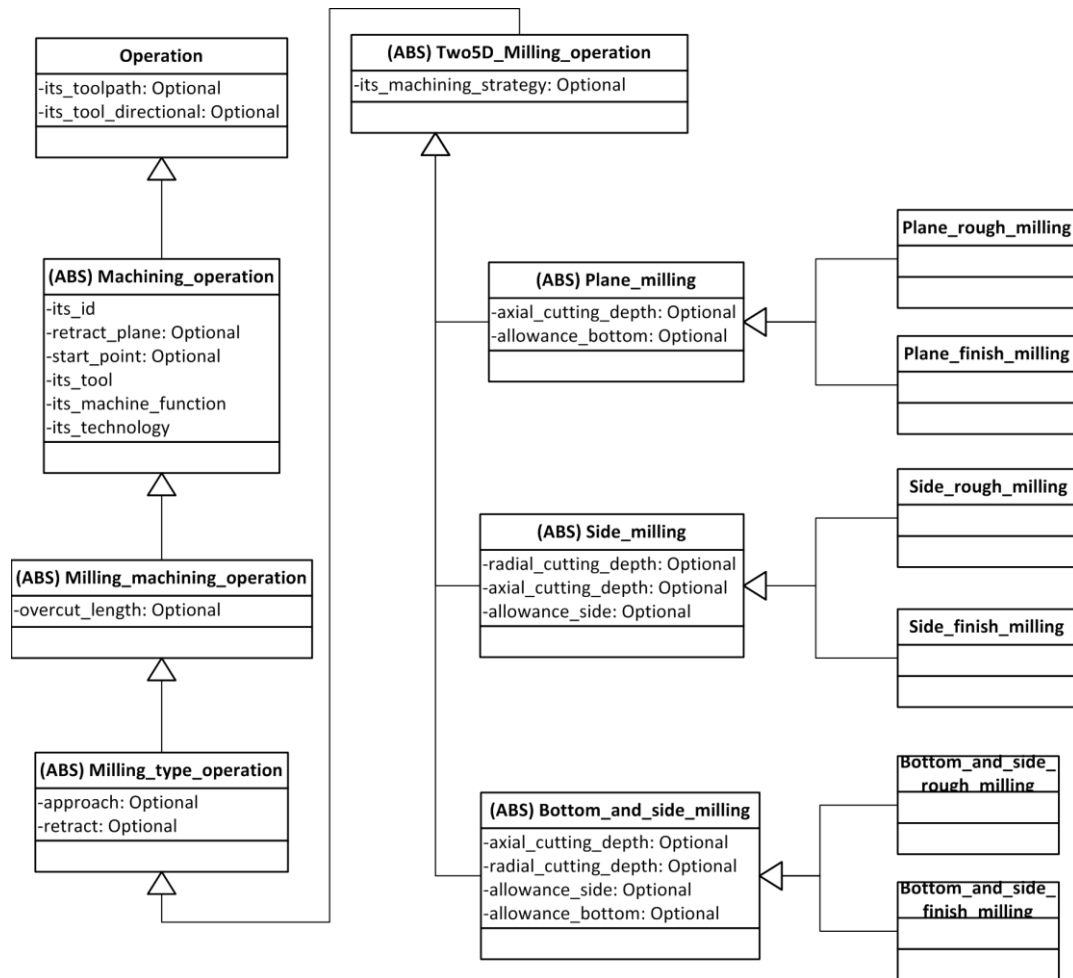 Operation
-its_toolpath: Optional
-its_tool_directional: Optional
(ABS) Machining_operation
-its_id
-retract_plane: Optional
-start_point: Optional
-its_tool
-its_machine_function
-its_technology
(ABS) Milling_machining_operation
-overcut_length: Optional
(ABS) Milling_type_operation
-approach: Optional
-retract: Optional
(ABS) Two5D_Milling_operation
-its_machining_strategy: Optional
(ABS) Plane_milling
-axial_cutting_depth: Optional
-allowance_bottom: Optional
(ABS) Side_milling
-radial_cutting_depth: Optional
-axial_cutting_depth: Optional
-allowance_side: Optional
(ABS) Bottom_and_side_milling
-axial_cutting_depth: Optional
-radial_cutting_depth: Optional
-allowance_side: Optional
-allowance_bottom: Optional
Plane_rough_milling
Plane_finish_milling
Side_rough_milling
Side_finish_milling
Bottom_and_side_
rough_milling
Bottom_and_side_
finish_milling